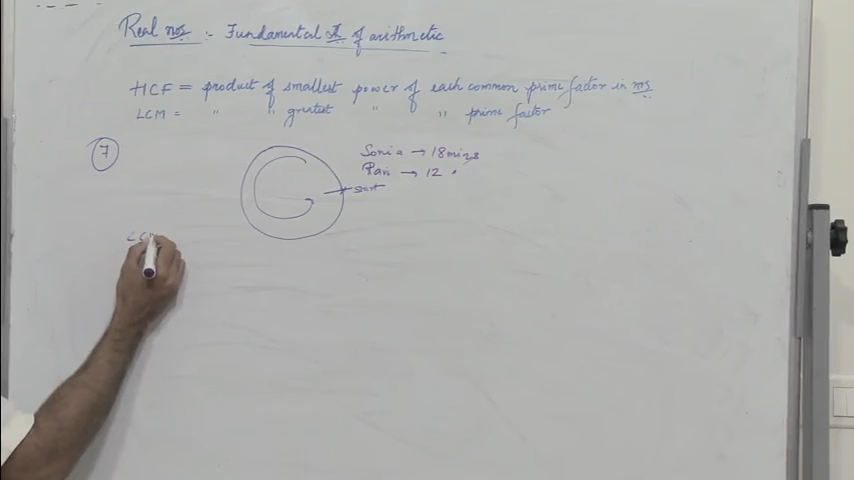 Real nos :- Fundamental Th of arithmetic
HCF = product of smallest power of each common prime factor in nos
LCM = " " greatest " " prime factor
7
Sonia → 18 mins
Ravi → 12 "
start
LCM